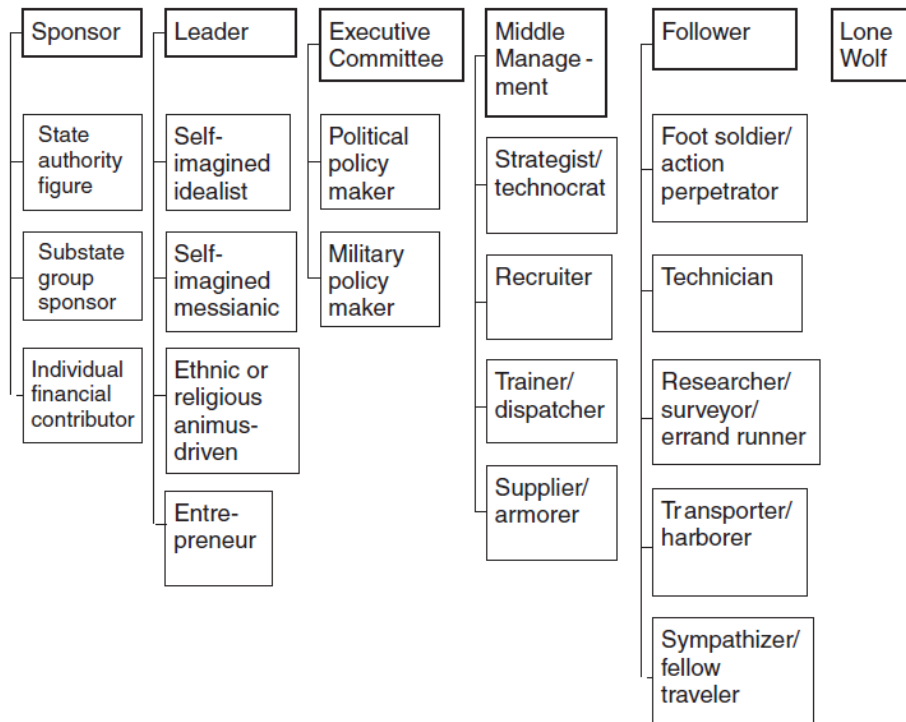 Sponsor
State
authority
figure
Substate
group
sponsor
Individual
financial
contributor
Leader
Self-
imagined
idealist
Self-
imagined
messianic
Ethnic or
religious
animus-
driven
Entre-
preneur
Executive
Committee
Political
policy
maker
Military
policy
maker
Middle
Manage -
ment
Strategist/
technocrat
Recruiter
Trainer/
dispatcher
Supplier/
armorer
Follower
Foot soldier/
action
perpetrator
Technician
Researcher/
surveyor/
errand runner
Transporter/
harborer
Sympathizer/
fellow
traveler
Lone
Wolf